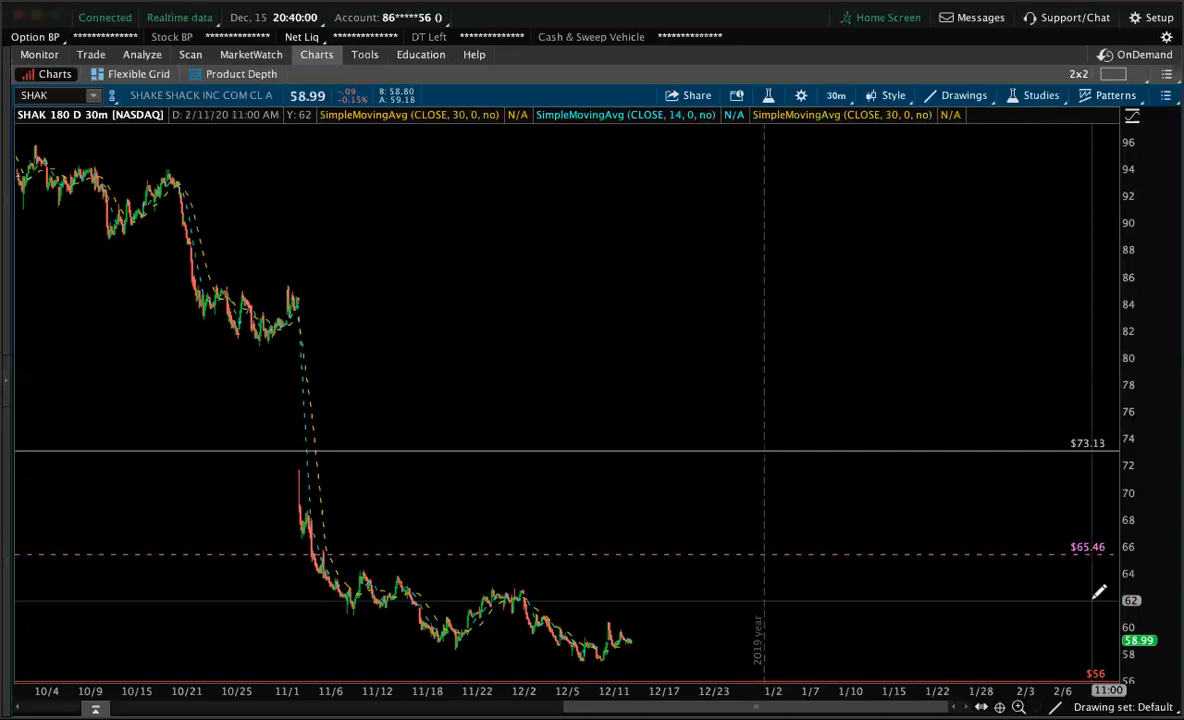 Connected Realtime data Dec, 15 20:40:00 Account: 86*****56 () Home Screen Messages Support/Chat Setup
Option BP ************** Stock BP ************** Net Liq ************** DT Left ************** Cash & Sweep Vehicle **************
Monitor Trade Analyze Scan MarketWatch Charts Tools Education Help OnDemand
Charts Flexible Grid Product Depth 2x2
SHAK SHAKE SHACK INC COM CL A 58.99 -.09 B: 58.80 Share 30m Style Drawings Studies Patterns
-0.15% A: 59.18
SHAK 180 D 30m [NASDAQ] D: 2/11/20 11:00 AM Y: 62 SimpleMovingAvg (CLOSE, 30, 0, no) N/A SimpleMovingAvg (CLOSE, 14, 0, no) N/A SimpleMovingAvg (CLOSE, 30, 0, no) N/A
96
94
92
90
88
86
84
82
80
78
76
74
$73.13
72
70
68
66
$65.46
64
62
60
58.99
58
$56
56
2019 year
10/4 10/9 10/15 10/21 10/25 11/1 11/6 11/12 11/18 11/22 12/2 12/5 12/11 12/17 12/23 1/2 1/7 1/10 1/15 1/22 1/28 2/3 2/6 11:00
Drawing set: Default